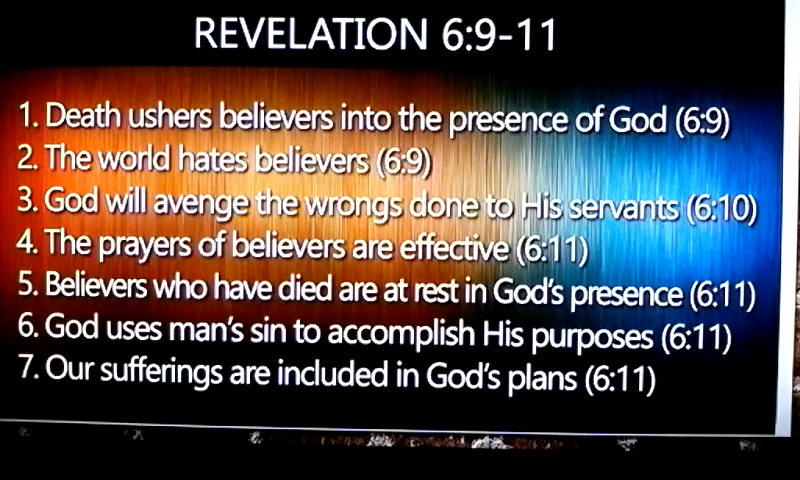 REVELATION 6:9-11
1. Death ushers believers into the presence of God (6:9)
2. The world hates believers (6:9)
3. God will avenge the wrongs done to His servants (6:10)
4. The prayers of believers are effective (6:11)
5. Believers who have died are at rest in God's presence (6:11)
6. God uses man's sin to accomplish His purposes (6:11)
7. Our sufferings are included in God's plans (6:11)